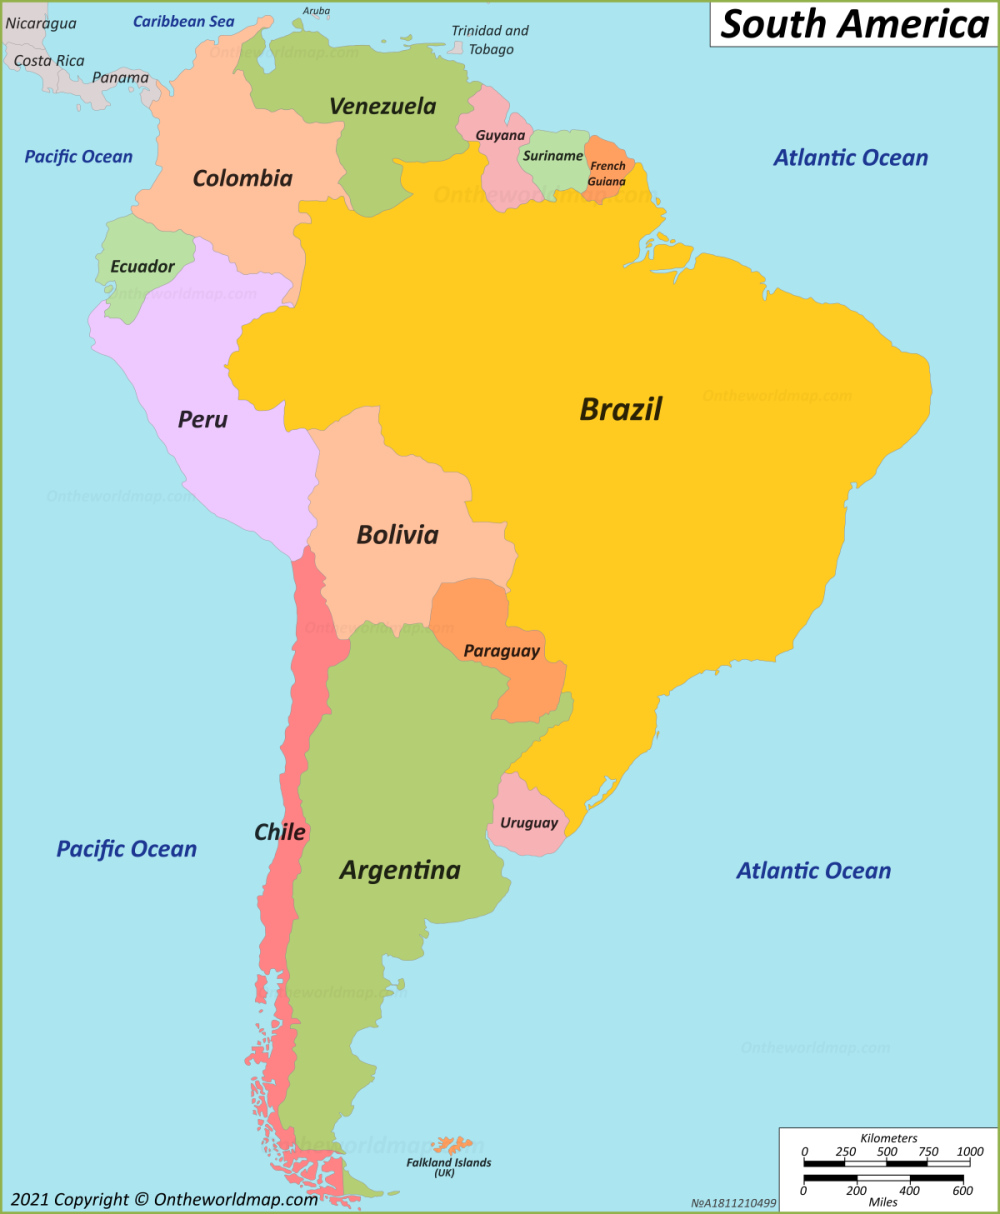 South America
Nicaragua
Caribbean Sea
Aruba
Trinidad and
Tobago
Costa Rica
Panama
Ontheworldmap.com
Venezuela
Guyana
Pacific Ocean
Suriname
Atlantic Ocean
French
Guiana
Colombia
Ontheworldmap.com
Ecuador
Ontheworldmap.com
Ontheworldmap.com
Brazil
Peru
Ontheworldmap.com
Bolivia
Ontheworldmap.com
Paraguay
Uruguay
Chile
Pacific Ocean
Argentina
Atlantic Ocean
Ontheworldmap.com
Ontheworldmap.com
Ontheworldmap.com
Falkland Islands
(UK)
Kilometers
0 250 500 750 1000
0 200 400 600
Miles
2021 Copyright © Ontheworldmap.com
№A1811210499